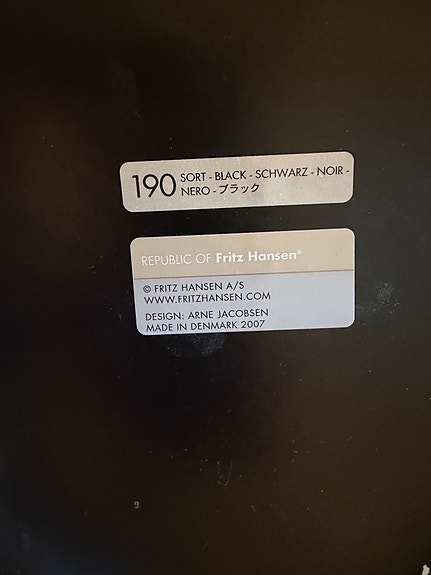 190 SORT - BLACK - SCHWARZ - NOIR -
NERO - ブラック
REPUBLIC OF Fritz Hansen®
© FRITZ HANSEN A/S
WWW.FRITZHANSEN.COM
DESIGN: ARNE JACOBSEN
MADE IN DENMARK 2007